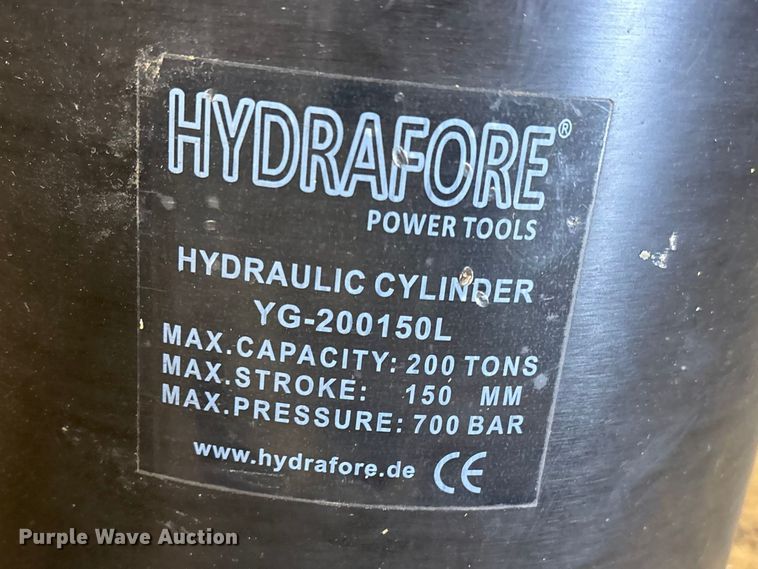 HYDRAFORE®
POWER TOOLS
HYDRAULIC CYLINDER
YG-200150L
MAX.CAPACITY: 200 TONS
MAX.STROKE: 150 MM
MAX.PRESSURE: 700 BAR
www.hydrafore.de CE
Purple Wave Auction